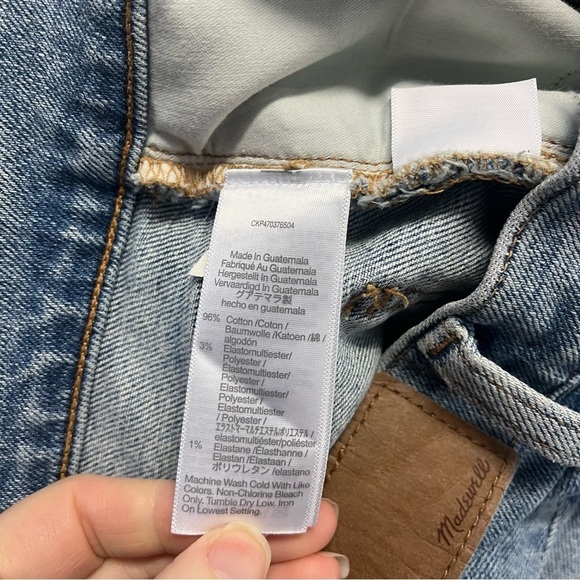 CKP470376504
Made In Guatemala
Fabriqué Au Guatemala
Hergestellt In Guatemala
Vervaardigd In Guatemala
グアテマラ製
hecho en guatemala
96% Cotton /Coton /
Baumwolle /Katoen /綿 /
algodón
3% Elastomultiester/
Polyester /
Elastomultiester/
Polyester /
Elastomultiester/
Polyester /
Elastomultiester/
Polyester /
エラストマーマルチエステル/ポリエステル /
elastomultiéster/poliéster
1% Elastane /Elasthanne /
Elastan /Elastaan /
ポリウレタン /elastano
Machine Wash Cold With Like
Colors. Non-Chlorine Bleach
Only. Tumble Dry Low. Iron
On Lowest Setting.
Madewell